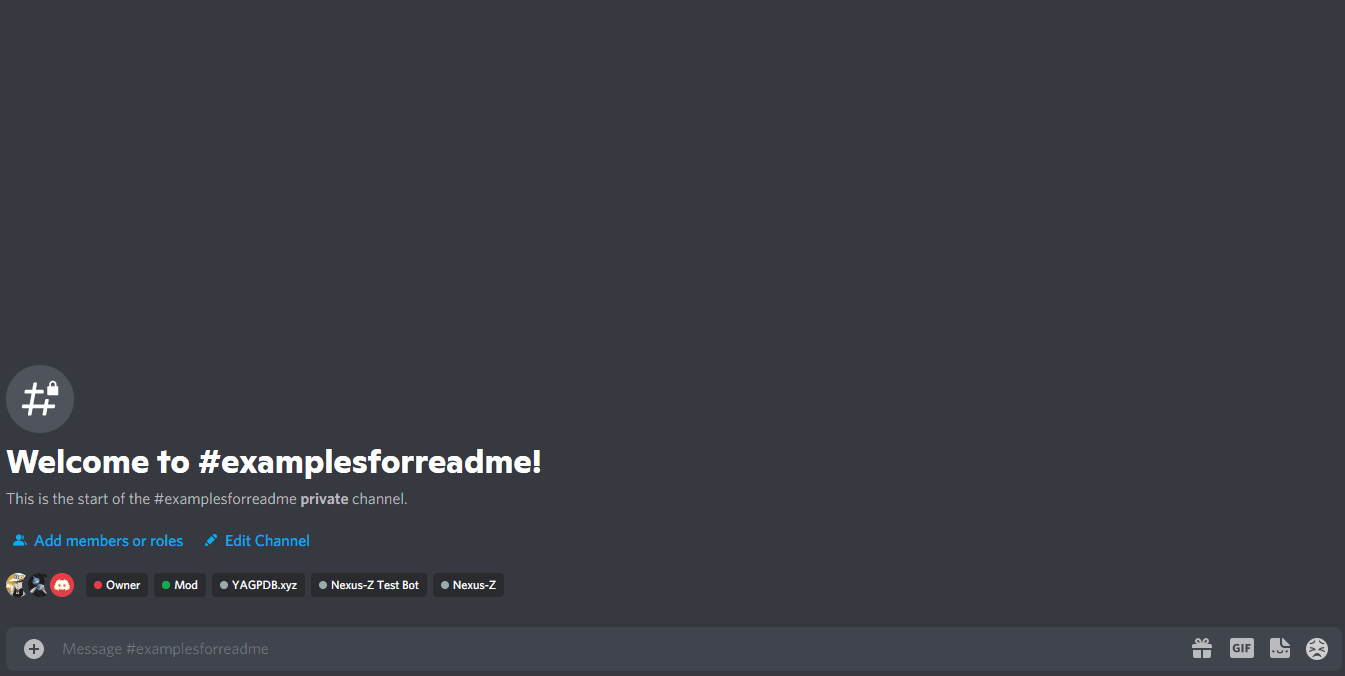 Welcome to #examplesforreadme!
This is the start of the #examplesforreadme private channel.
Add members or roles Edit Channel
Owner Mod YAGPDB.xyz Nexus-Z Test Bot Nexus-Z
Message #examplesforreadme GIF